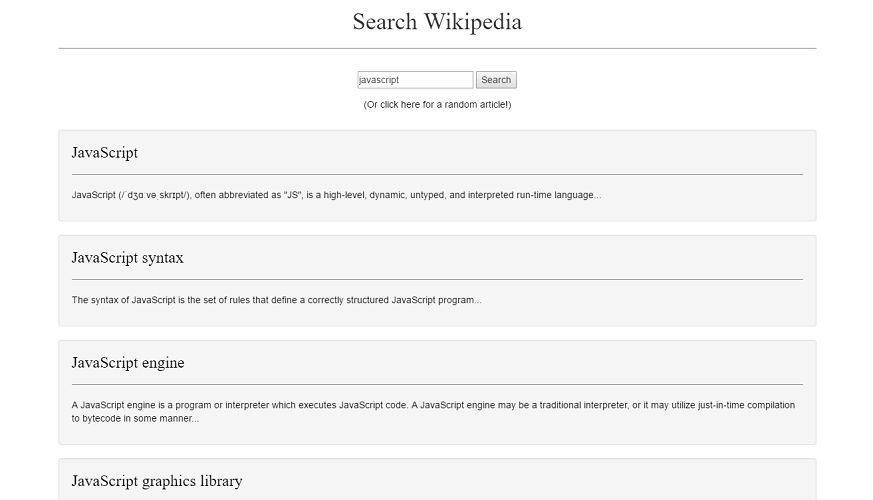 Search Wikipedia
javascript Search
(Or click here for a random article!)
JavaScript
JavaScript (/ˈdʒɑːvəˌskrɪpt/), often abbreviated as "JS", is a high-level, dynamic, untyped, and interpreted run-time language...
JavaScript syntax
The syntax of JavaScript is the set of rules that define a correctly structured JavaScript program...
JavaScript engine
A JavaScript engine is a program or interpreter which executes JavaScript code. A JavaScript engine may be a traditional interpreter, or it may utilize just-in-time compilation
to bytecode in some manner...
JavaScript graphics library